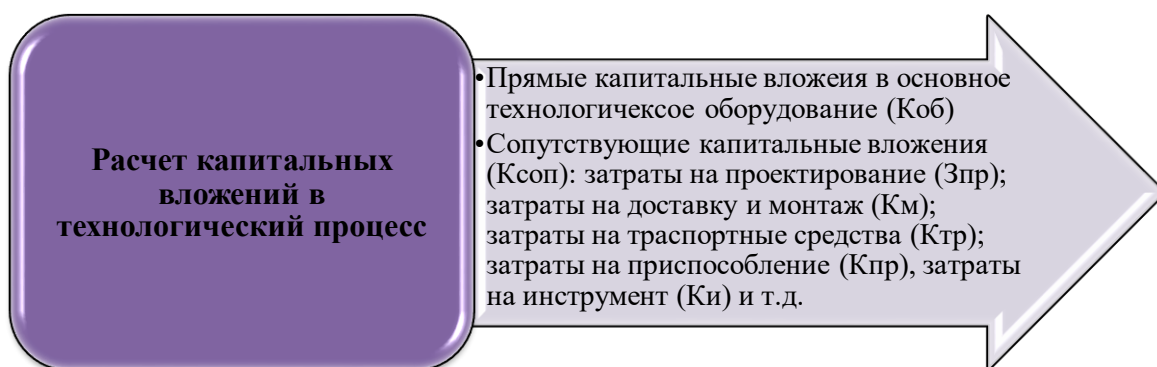 Расчет капитальных
вложений в
технологический процесс
•Прямые капитальные вложеия в основное
технологичексое оборудование (Коб)
•Сопутствующие капитальные вложения
(Ксоп): затраты на проектирование (Зпр);
затраты на доставку и монтаж (Км);
затраты на траспортные средства (Ктр);
затраты на приспособление (Кпр), затраты
на инструмент (Ки) и т.д.